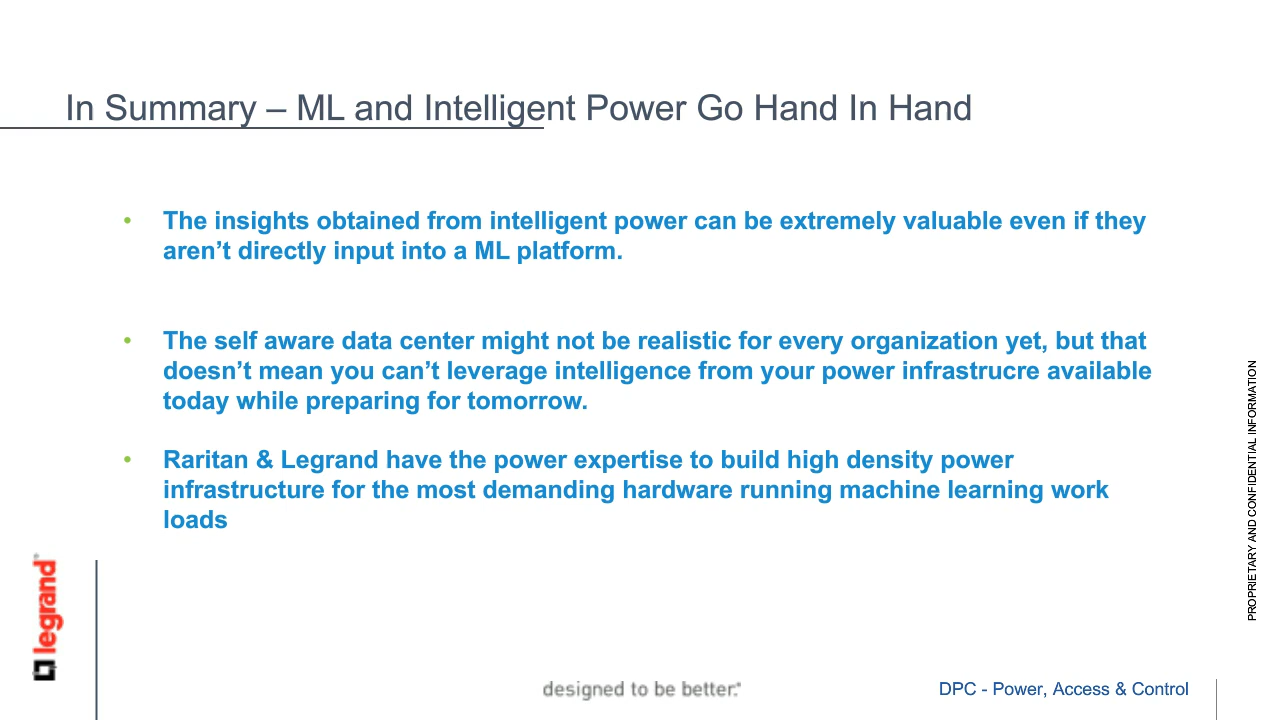 In Summary – ML and Intelligent Power Go Hand In Hand
• The insights obtained from intelligent power can be extremely valuable even if they
aren’t directly input into a ML platform.
• The self aware data center might not be realistic for every organization yet, but that
doesn’t mean you can’t leverage intelligence from your power infrastrucre available
today while preparing for tomorrow.
• Raritan & Legrand have the power expertise to build high density power
infrastructure for the most demanding hardware running machine learning work
loads
PROPRIETARY AND CONFIDENTIAL INFORMATION
legrand®
designed to be better.™
DPC - Power, Access & Control